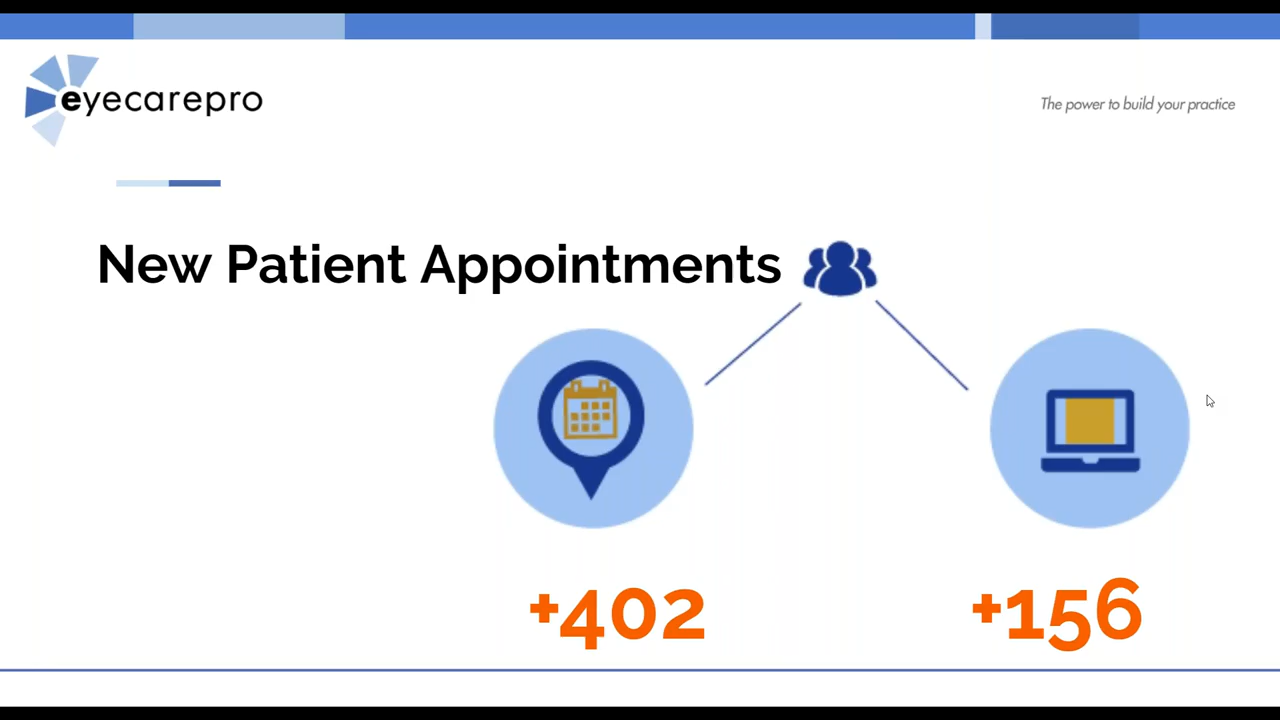 eyecarepro
The power to build your practice
New Patient Appointments
+402
+156